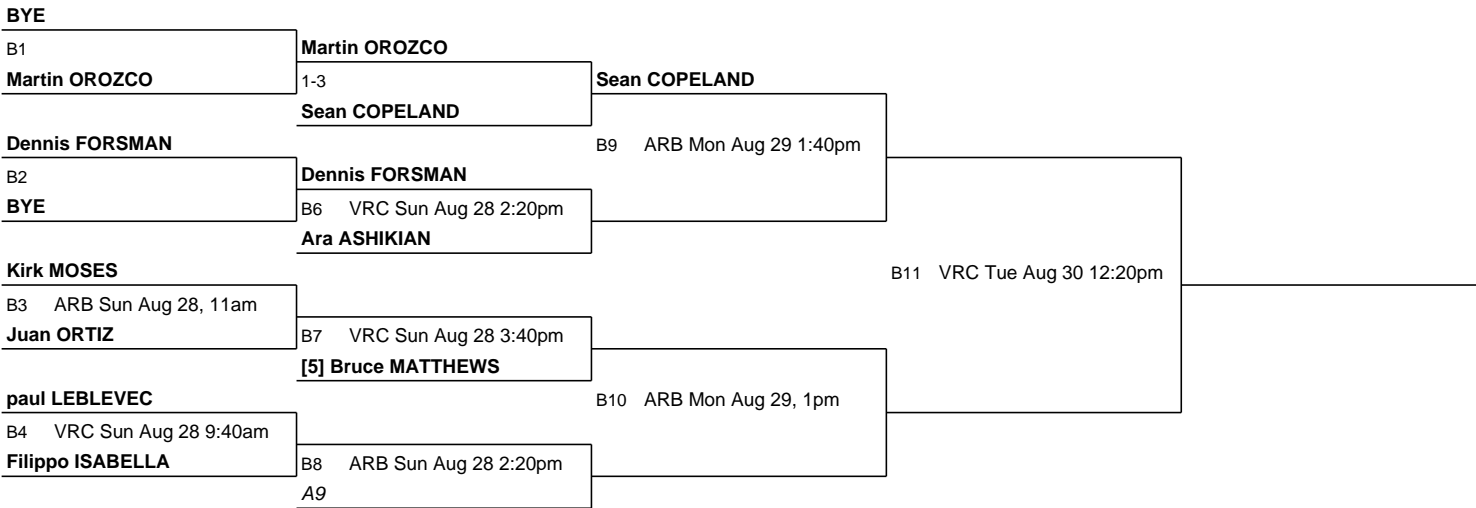 BYE
B1
Martin OROZCO
Martin OROZCO
1-3
Sean COPELAND
Sean COPELAND
Dennis FORSMAN
B2
BYE
Dennis FORSMAN
B6 VRC Sun Aug 28 2:20pm
Ara ASHIKIAN
B9 ARB Mon Aug 29 1:40pm
Kirk MOSES
B3 ARB Sun Aug 28, 11am
Juan ORTIZ
B7 VRC Sun Aug 28 3:40pm
[5] Bruce MATTHEWS
paul LEBLEVEC
B4 VRC Sun Aug 28 9:40am
Filippo ISABELLA
B8 ARB Sun Aug 28 2:20pm
A9
B10 ARB Mon Aug 29, 1pm
B11 VRC Tue Aug 30 12:20pm